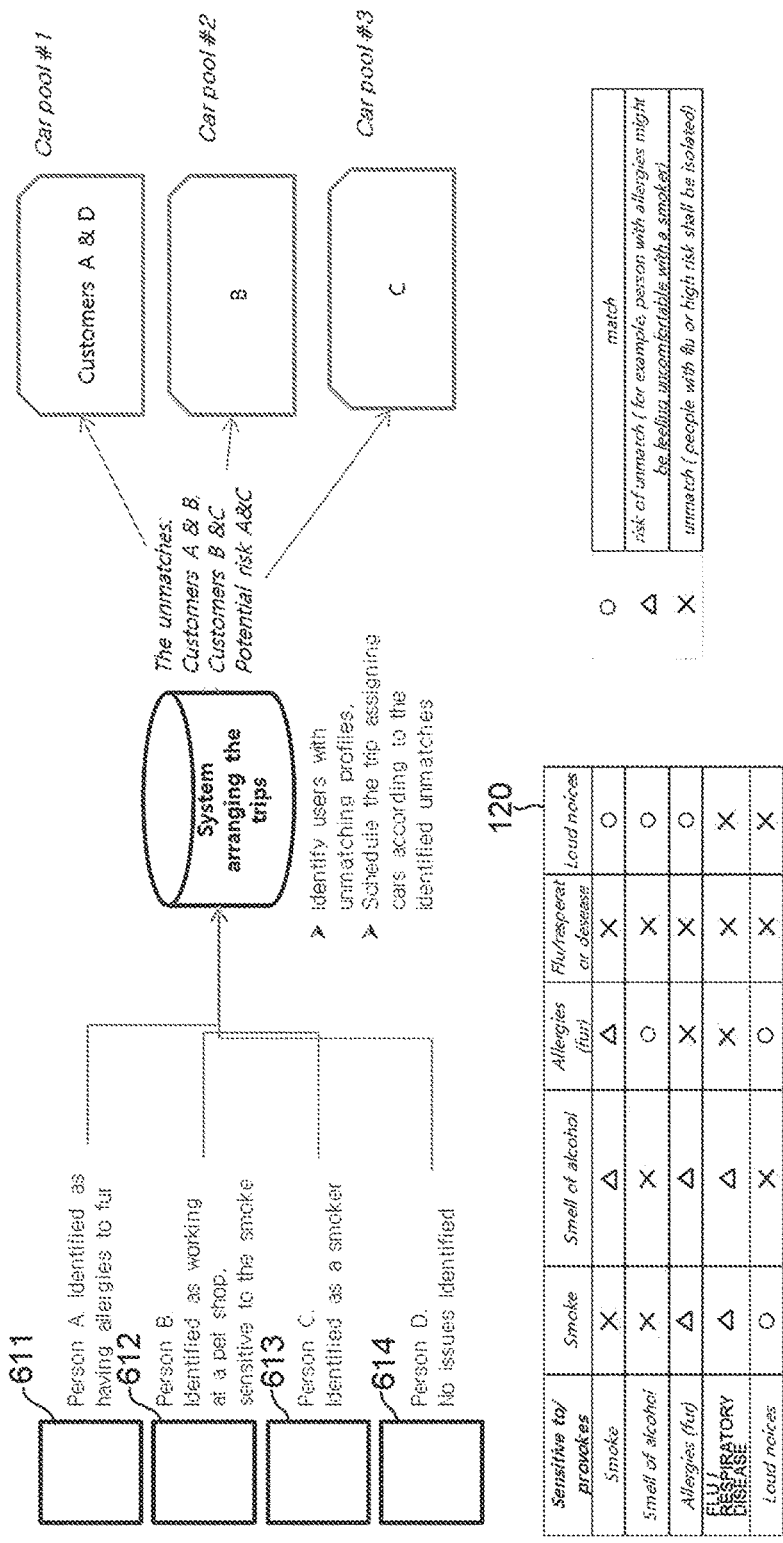 611
Person A. Identified as
having allergies to fur
612
Person B.
Identified as working
at a pet shop,
sensitive to the smoke
613
Person C.
Identified as a smoker
614
Person D.
No issues identified
System
arranging the
trips
➤ Identify users with
unmatching profiles,
➤ Schedule the trip assigning
cars according to the
identified unmatches
The unmatches:
Customers A & B,
Customers B &C
Potential risk A&C
Customers A & D
Car pool #1
B
Car pool #2
C
Car pool #3
120
Sensitive to/ provokes Smoke Smell of alcohol Allergies (fur) Flu/resperat or desease Loud noices
Smoke X △ △ X ○
Smell of alcohol X X ○ X ○
Allergies (fur) △ △ X X ○
FLU / RESPIRATORY DISEASE △ △ X X X
Loud noices ○ X ○ X X
○ match
△ risk of unmatch ( for example, person with allergies might
be feeling uncomfortable with a smoker)
X unmatch ( people with flu or high risk shall be isolated)